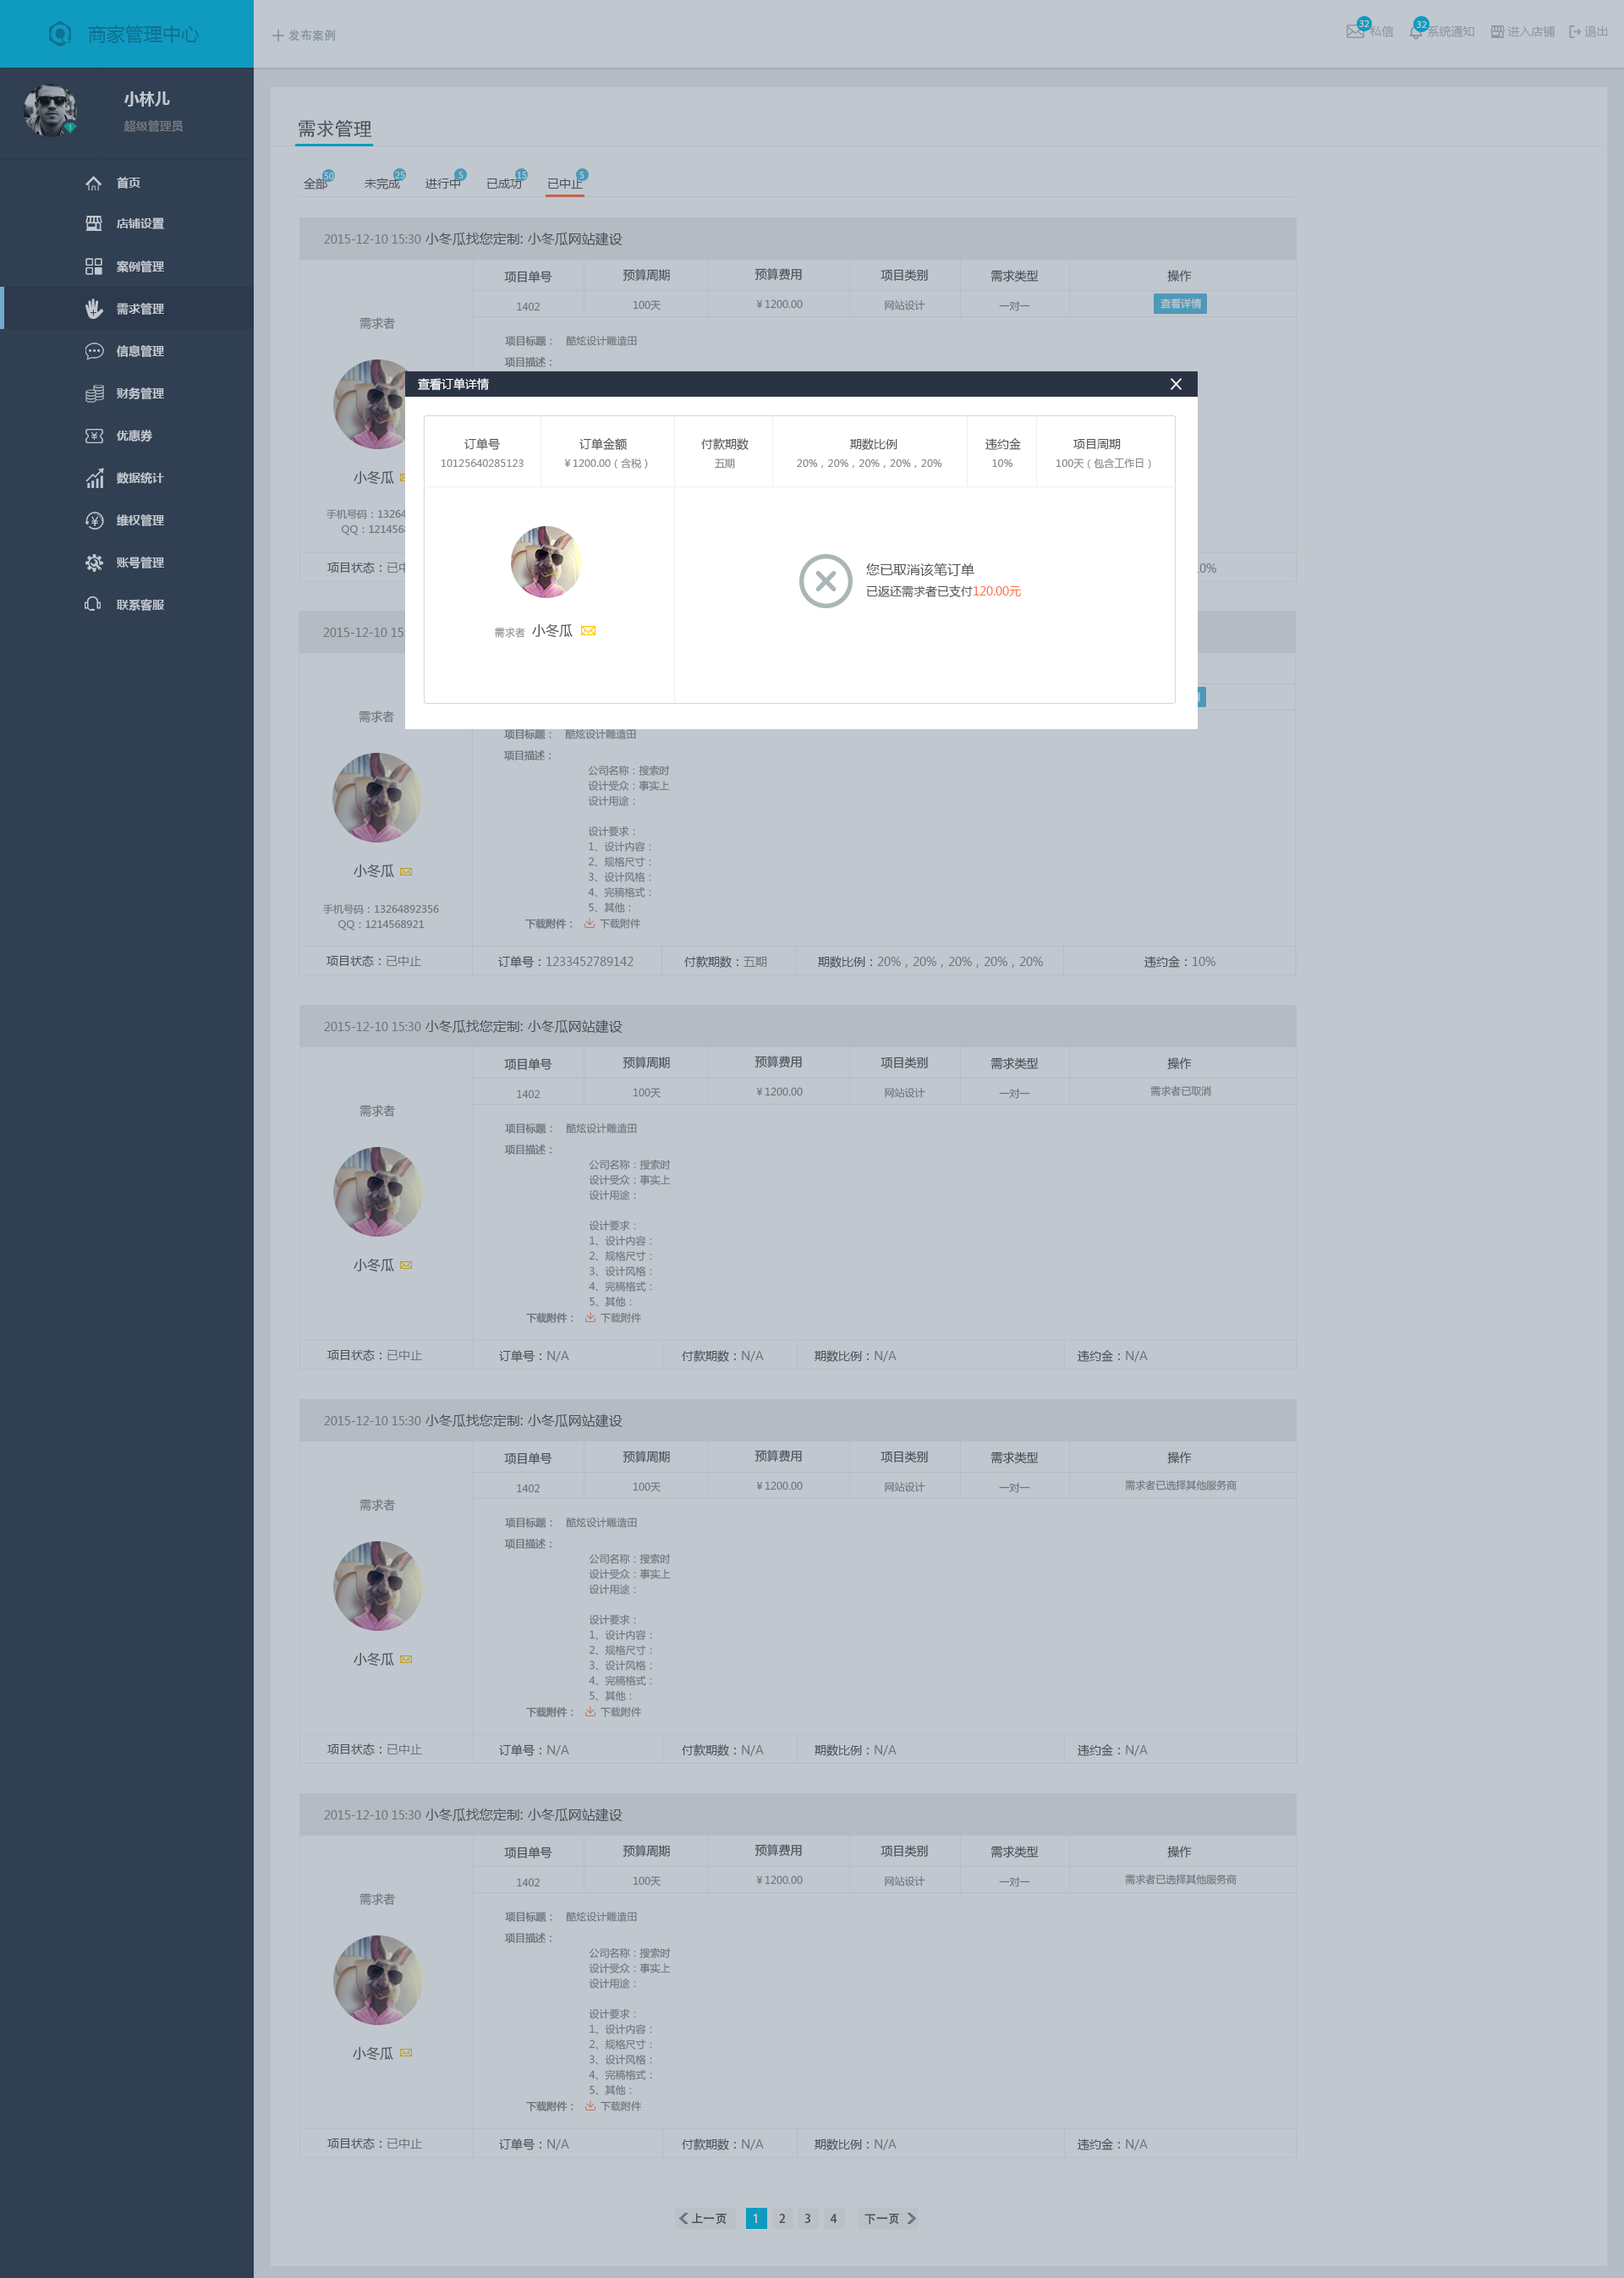 商家管理中心
发布案例
32 私信 32 系统通知 进入店铺 退出
小林儿
超级管理员
首页
店铺设置
案例管理
需求管理
信息管理
财务管理
优惠券
数据统计
维权管理
账号管理
联系客服
需求管理
全部 50 未完成 25 进行中 5 已成功 15 已中止 5
2015-12-10 15:30 小冬瓜找您定制: 小冬瓜网站建设
项目单号 预算周期 预算费用 项目类别 需求类型 操作
1402 100天 ¥1200.00 网站设计 一对一 查看详情
需求者
项目标题： 酷炫设计雕造田
项目描述：
小冬瓜
手机号码：1326
QQ：121456
项目状态：已
0%
查看订单详情
订单号 订单金额 付款期数 期数比例 违约金 项目周期
10125640285123 ¥1200.00（含税） 五期 20%，20%，20%，20%，20% 10% 100天（包含工作日）
需求者 小冬瓜
您已取消该笔订单
已返还需求者已支付120.00元
2015-12-10 15
需求者
项目标题： 酷炫设计雕造田
项目描述：
公司名称：搜索时
设计受众：事实上
设计用途：
设计要求：
1、设计内容：
2、规格尺寸：
3、设计风格：
4、完稿格式：
5、其他：
下载附件： 下载附件
小冬瓜
手机号码：13264892356
QQ：1214568921
项目状态：已中止 订单号：1233452789142 付款期数：五期 期数比例：20%，20%，20%，20%，20% 违约金：10%
2015-12-10 15:30 小冬瓜找您定制: 小冬瓜网站建设
项目单号 预算周期 预算费用 项目类别 需求类型 操作
1402 100天 ¥1200.00 网站设计 一对一 需求者已取消
需求者
项目标题： 酷炫设计雕造田
项目描述：
公司名称：搜索时
设计受众：事实上
设计用途：
设计要求：
1、设计内容：
2、规格尺寸：
3、设计风格：
4、完稿格式：
5、其他：
下载附件： 下载附件
小冬瓜
项目状态：已中止 订单号：N/A 付款期数：N/A 期数比例：N/A 违约金：N/A
2015-12-10 15:30 小冬瓜找您定制: 小冬瓜网站建设
项目单号 预算周期 预算费用 项目类别 需求类型 操作
1402 100天 ¥1200.00 网站设计 一对一 需求者已选择其他服务商
需求者
项目标题： 酷炫设计雕造田
项目描述：
公司名称：搜索时
设计受众：事实上
设计用途：
设计要求：
1、设计内容：
2、规格尺寸：
3、设计风格：
4、完稿格式：
5、其他：
下载附件： 下载附件
小冬瓜
项目状态：已中止 订单号：N/A 付款期数：N/A 期数比例：N/A 违约金：N/A
2015-12-10 15:30 小冬瓜找您定制: 小冬瓜网站建设
项目单号 预算周期 预算费用 项目类别 需求类型 操作
1402 100天 ¥1200.00 网站设计 一对一 需求者已选择其他服务商
需求者
项目标题： 酷炫设计雕造田
项目描述：
公司名称：搜索时
设计受众：事实上
设计用途：
设计要求：
1、设计内容：
2、规格尺寸：
3、设计风格：
4、完稿格式：
5、其他：
下载附件： 下载附件
小冬瓜
项目状态：已中止 订单号：N/A 付款期数：N/A 期数比例：N/A 违约金：N/A
上一页 1 2 3 4 下一页